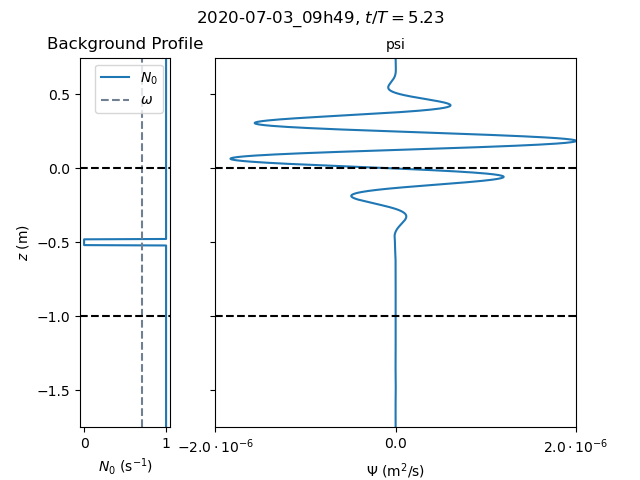 2020-07-03_09h49, t/T = 5.23
Background Profile
psi
N₀
ω
0.5
0.0
−0.5
−1.0
−1.5
z (m)
0 1
N₀ (s⁻¹)
−2.0 · 10⁻⁶ 0.0 2.0 · 10⁻⁶
Ψ (m²/s)